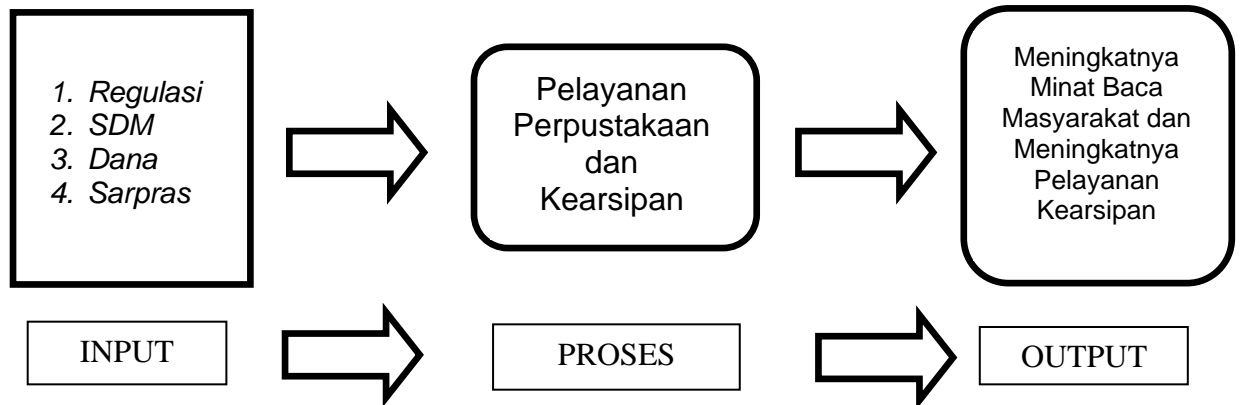 1. Regulasi
2. SDM
3. Dana
4. Sarpras
Pelayanan
Perpustakaan
dan
Kearsipan
Meningkatnya
Minat Baca
Masyarakat dan
Meningkatnya
Pelayanan
Kearsipan
INPUT
PROSES
OUTPUT